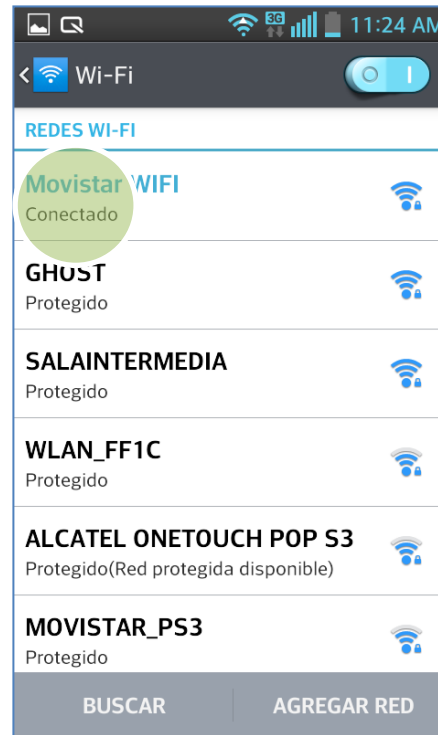 3G 11:24 AM
Wi-Fi
REDES WI-FI
Movistar WIFI
Conectado
GHOST
Protegido
SALAINTERMEDIA
Protegido
WLAN_FF1C
Protegido
ALCATEL ONETOUCH POP S3
Protegido(Red protegida disponible)
MOVISTAR_PS3
Protegido
BUSCAR AGREGAR RED